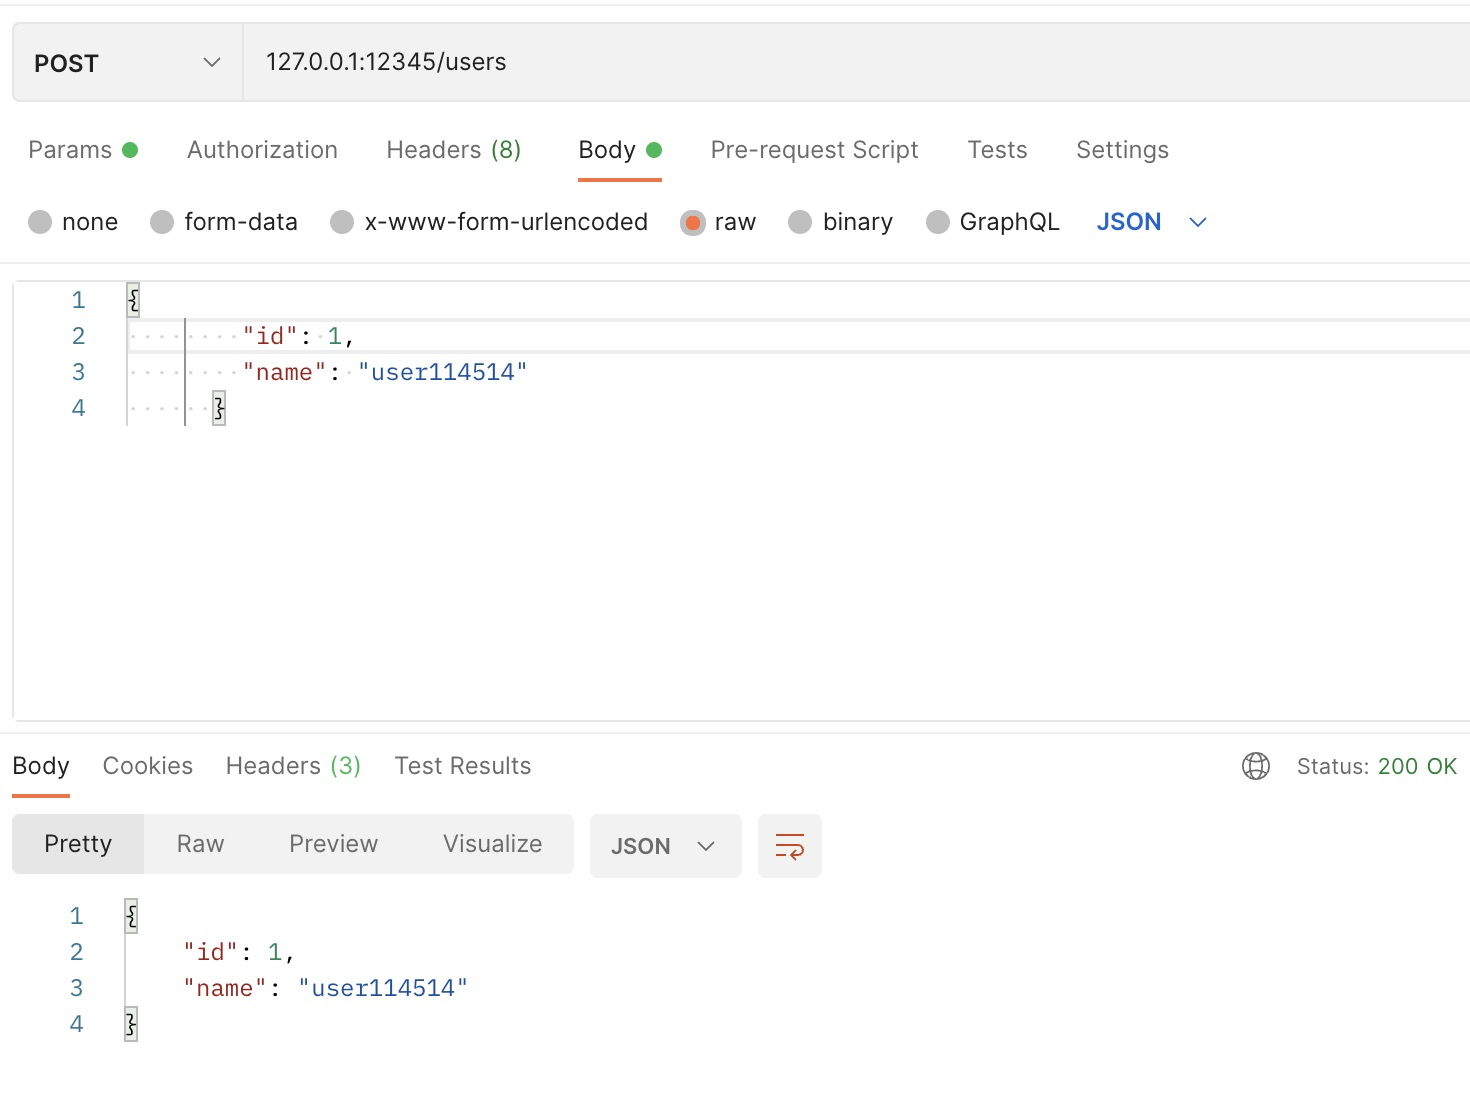 POST 127.0.0.1:12345/users
Params Authorization Headers (8) Body Pre-request Script Tests Settings
none form-data x-www-form-urlencoded raw binary GraphQL JSON
1 {
2 "id": 1,
3 "name": "user114514"
4 }
Body Cookies Headers (3) Test Results Status: 200 OK
Pretty Raw Preview Visualize JSON
1 {
2 "id": 1,
3 "name": "user114514"
4 }